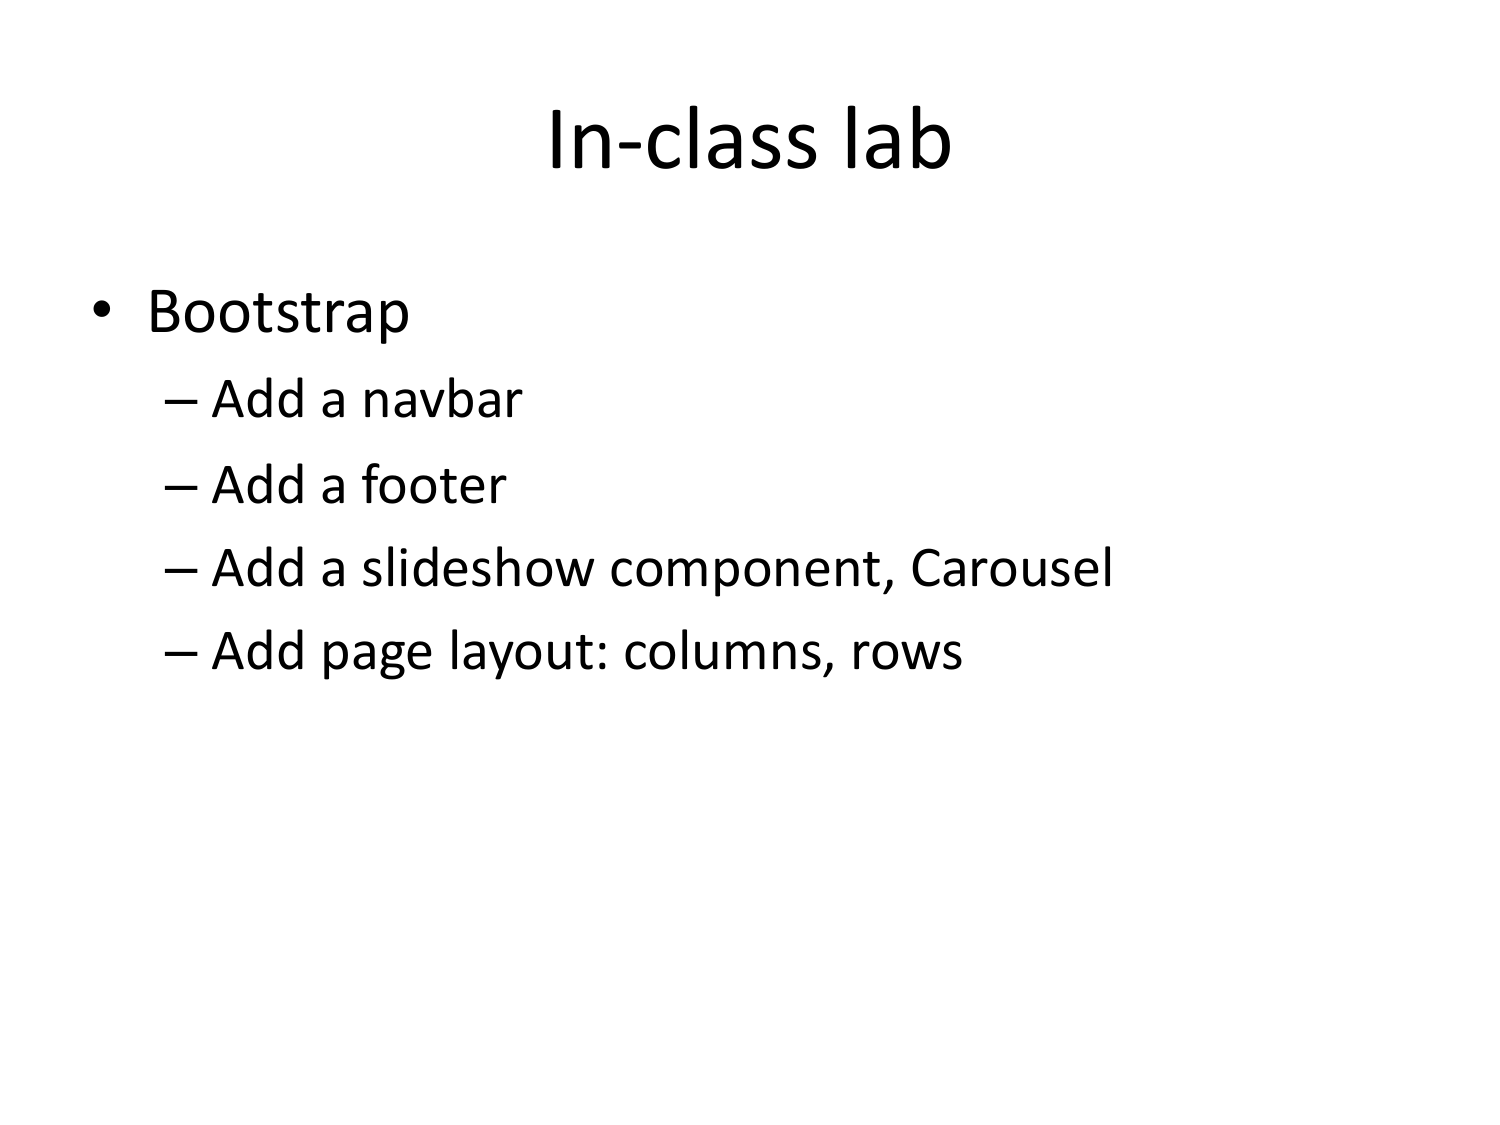 In-class lab
• Bootstrap
– Add a navbar
– Add a footer
– Add a slideshow component, Carousel
– Add page layout: columns, rows